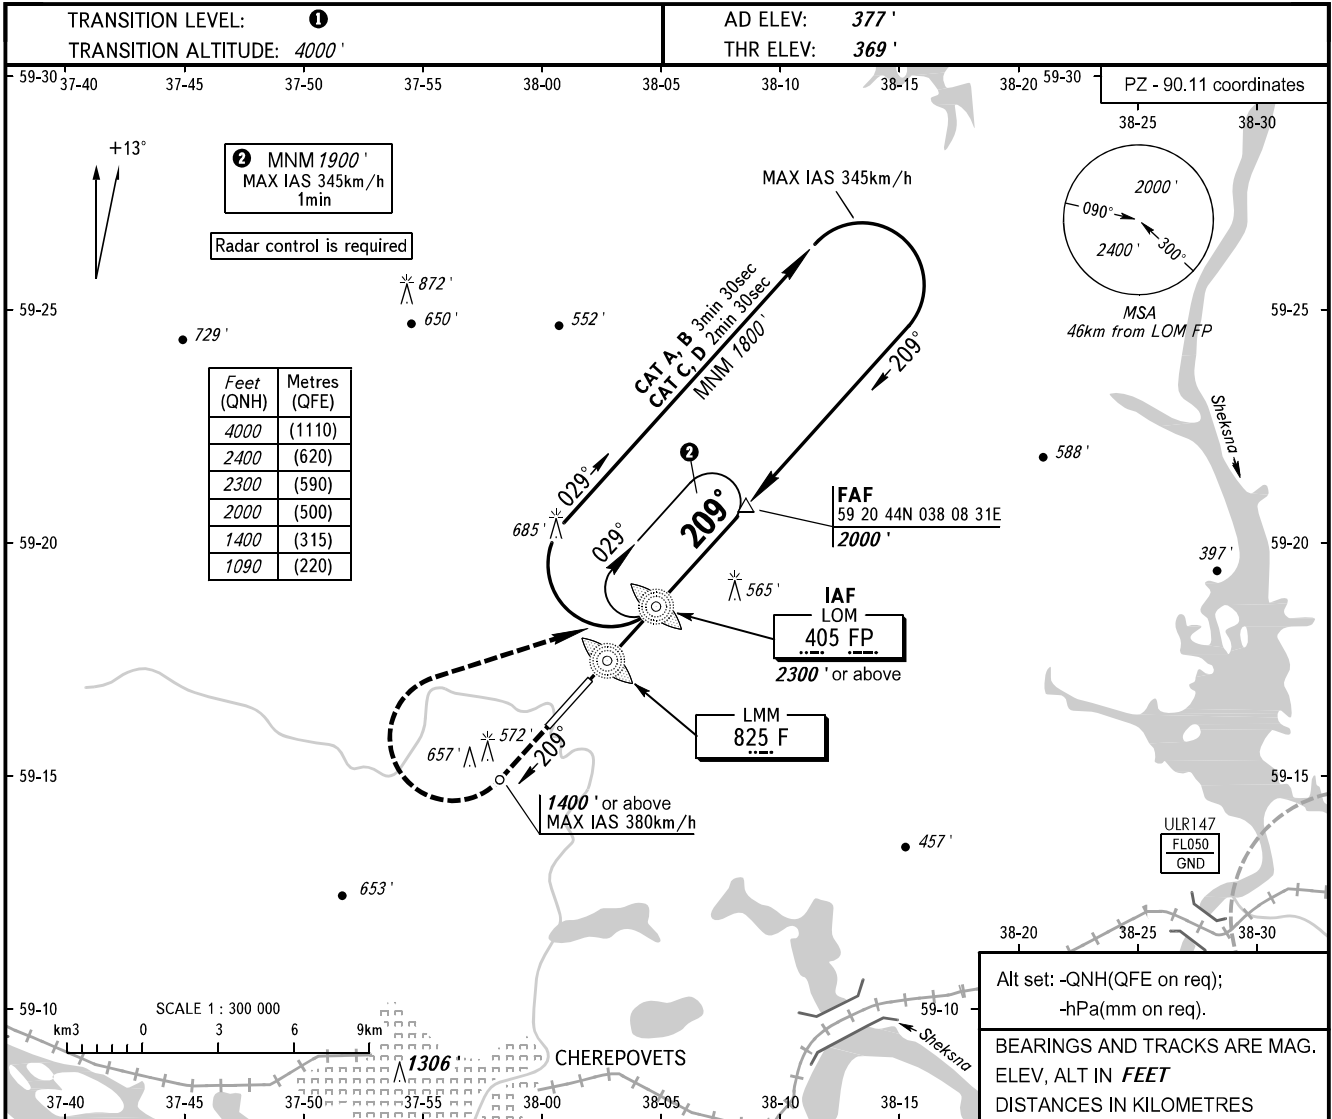 TRANSITION LEVEL: ❶
TRANSITION ALTITUDE: 4000'
AD ELEV: 377'
THR ELEV: 369'
59-30
37-40
37-45
37-50
37-55
38-00
38-05
38-10
38-15
38-20
59-30
PZ - 90.11 coordinates
38-25
38-30
+13°
❷ MNM 1900'
MAX IAS 345km/h
1min
Radar control is required
MAX IAS 345km/h
2000'
090°
2400'
300°
MSA
46km from LOM FP
872'
59-25
650'
552'
729'
59-25
CAT A, B 3min 30sec
CAT C, D 2min 30sec
MNM 1800'
209°
Feet (QNH) Metres (QFE)
4000 (1110)
2400 (620)
2300 (590)
2000 (500)
1400 (315)
1090 (220)
Sheksna
❷
588'
029°
209°
FAF
59 20 44N 038 08 31E
2000'
685'
029°
59-20
59-20
397'
565'
IAF
LOM
405 FP
2300' or above
LMM
825 F
572'
657'
209°
59-15
59-15
1400' or above
MAX IAS 380km/h
ULR147
FL050
GND
457'
653'
38-20
38-25
38-30
Alt set: -QNH(QFE on req);
-hPa(mm on req).
59-10
59-10
SCALE 1 : 300 000
km3 0 3 6 9km
Sheksna
1306'
CHEREPOVETS
BEARINGS AND TRACKS ARE MAG.
ELEV, ALT IN FEET
DISTANCES IN KILOMETRES
37-40
37-45
37-50
37-55
38-00
38-05
38-10
38-15